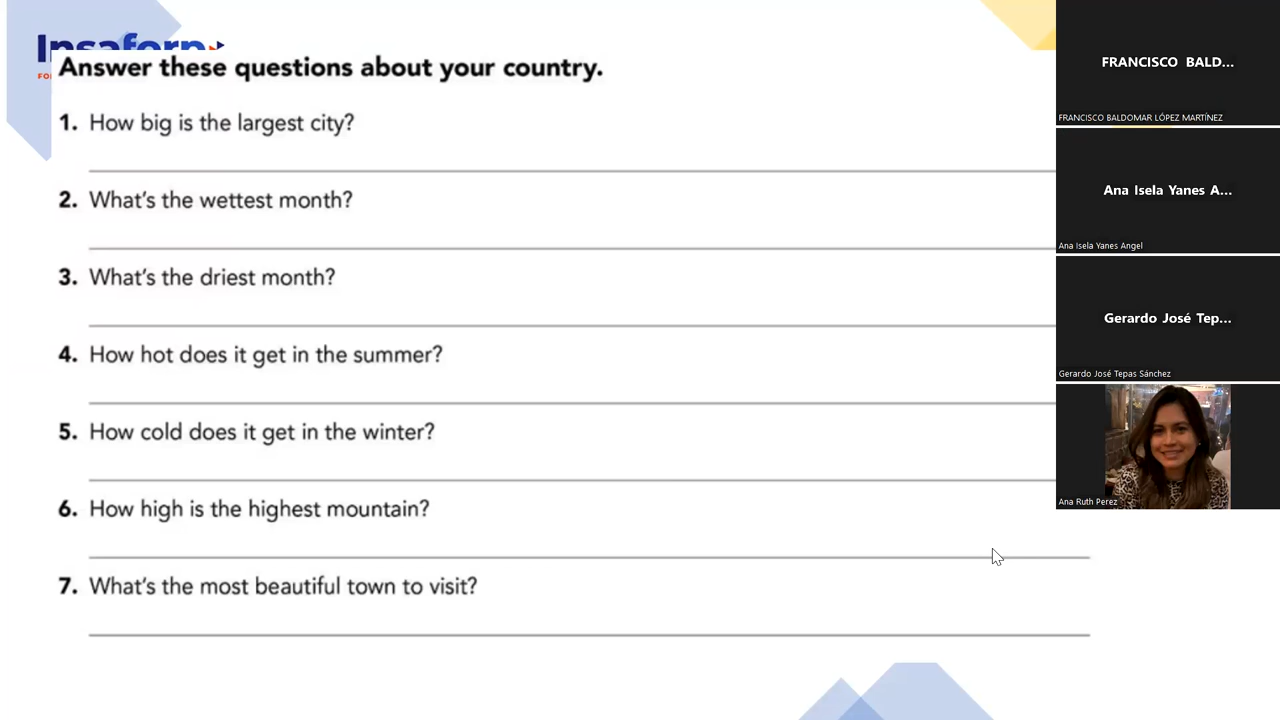 Insaforp
FO
Answer these questions about your country.
1. How big is the largest city?
2. What's the wettest month?
3. What's the driest month?
4. How hot does it get in the summer?
5. How cold does it get in the winter?
6. How high is the highest mountain?
7. What's the most beautiful town to visit?
FRANCISCO BALD...
FRANCISCO BALDOMAR LÓPEZ MARTÍNEZ
Ana Isela Yanes A...
Ana Isela Yanes Angel
Gerardo José Tep...
Gerardo José Tepas Sánchez
Ana Ruth Perez